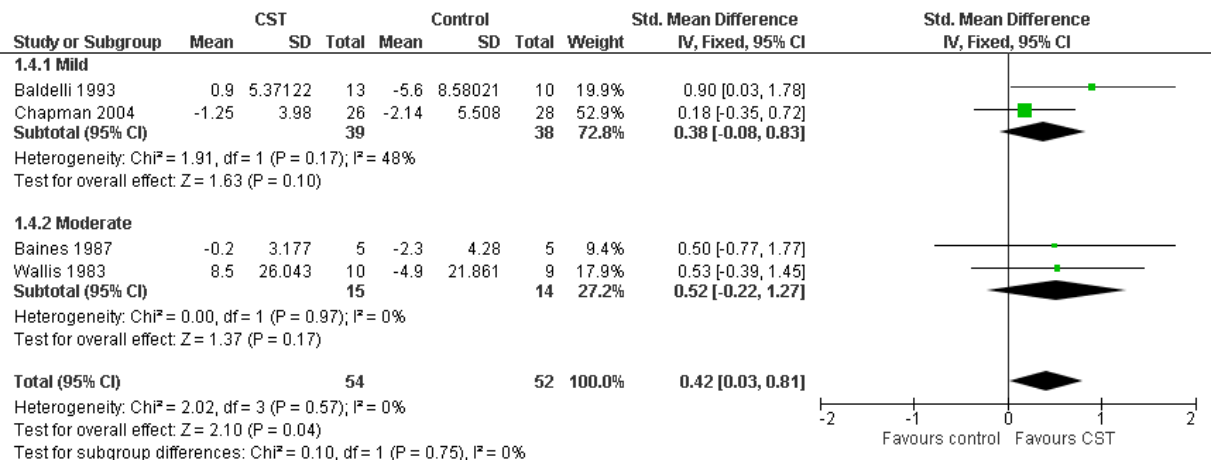 CST Control Std. Mean Difference Std. Mean Difference
Study or Subgroup Mean SD Total Mean SD Total Weight IV, Fixed, 95% CI IV, Fixed, 95% CI
1.4.1 Mild
Baldelli 1993 0.9 5.37122 13 -5.6 8.58021 10 19.9% 0.90 [0.03, 1.78]
Chapman 2004 -1.25 3.98 26 -2.14 5.508 28 52.9% 0.18 [-0.35, 0.72]
Subtotal (95% CI) 39 38 72.8% 0.38 [-0.08, 0.83]
Heterogeneity: Chi² = 1.91, df = 1 (P = 0.17); I² = 48%
Test for overall effect: Z = 1.63 (P = 0.10)
1.4.2 Moderate
Baines 1987 -0.2 3.177 5 -2.3 4.28 5 9.4% 0.50 [-0.77, 1.77]
Wallis 1983 8.5 26.043 10 -4.9 21.861 9 17.9% 0.53 [-0.39, 1.45]
Subtotal (95% CI) 15 14 27.2% 0.52 [-0.22, 1.27]
Heterogeneity: Chi² = 0.00, df = 1 (P = 0.97); I² = 0%
Test for overall effect: Z = 1.37 (P = 0.17)
Total (95% CI) 54 52 100.0% 0.42 [0.03, 0.81]
Heterogeneity: Chi² = 2.02, df = 3 (P = 0.57); I² = 0%
Test for overall effect: Z = 2.10 (P = 0.04)
Test for subgroup differences: Chi² = 0.10, df = 1 (P = 0.75), I² = 0%
-2 -1 0 1 2
Favours control Favours CST